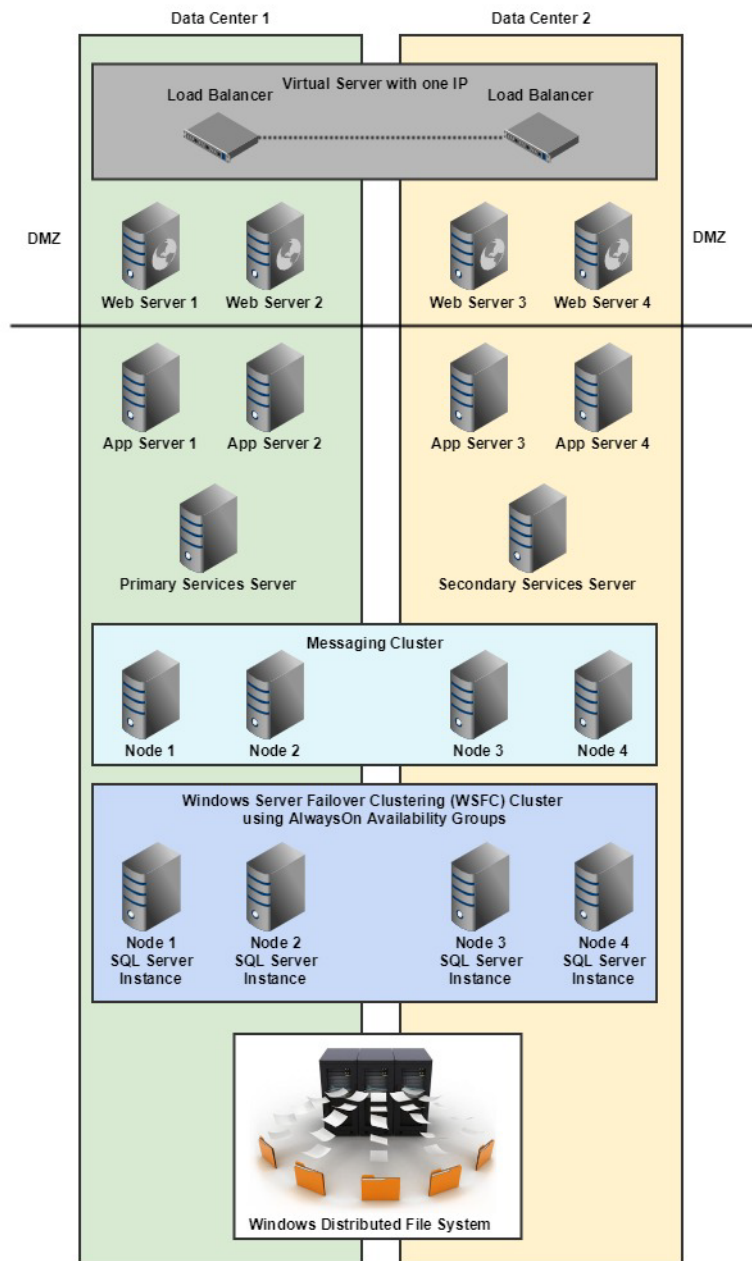 Data Center 1
Data Center 2
Virtual Server with one IP
Load Balancer
Load Balancer
DMZ
DMZ
Web Server 1
Web Server 2
Web Server 3
Web Server 4
App Server 1
App Server 2
App Server 3
App Server 4
Primary Services Server
Secondary Services Server
Messaging Cluster
Node 1
Node 2
Node 3
Node 4
Windows Server Failover Clustering (WSFC) Cluster
using AlwaysOn Availability Groups
Node 1
SQL Server
Instance
Node 2
SQL Server
Instance
Node 3
SQL Server
Instance
Node 4
SQL Server
Instance
Windows Distributed File System